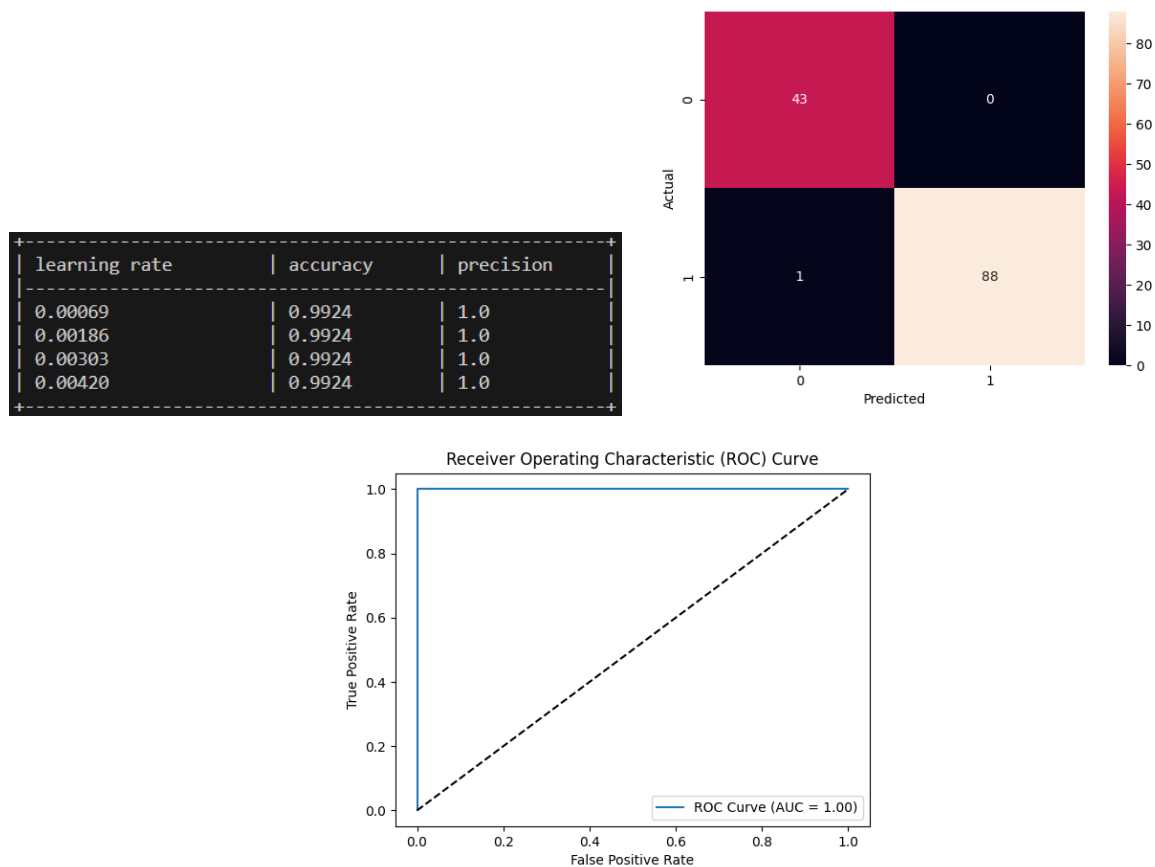 +-------------------------------------------------------+
| learning rate | accuracy | precision |
|-------------------------------------------------------|
| 0.00069 | 0.9924 | 1.0 |
| 0.00186 | 0.9924 | 1.0 |
| 0.00303 | 0.9924 | 1.0 |
| 0.00420 | 0.9924 | 1.0 |
+-------------------------------------------------------+
Actual
0
1
43
0
1
88
0
1
Predicted
80
70
60
50
40
30
20
10
0
Receiver Operating Characteristic (ROC) Curve
True Positive Rate
1.0
0.8
0.6
0.4
0.2
0.0
ROC Curve (AUC = 1.00)
0.0
0.2
0.4
0.6
0.8
1.0
False Positive Rate